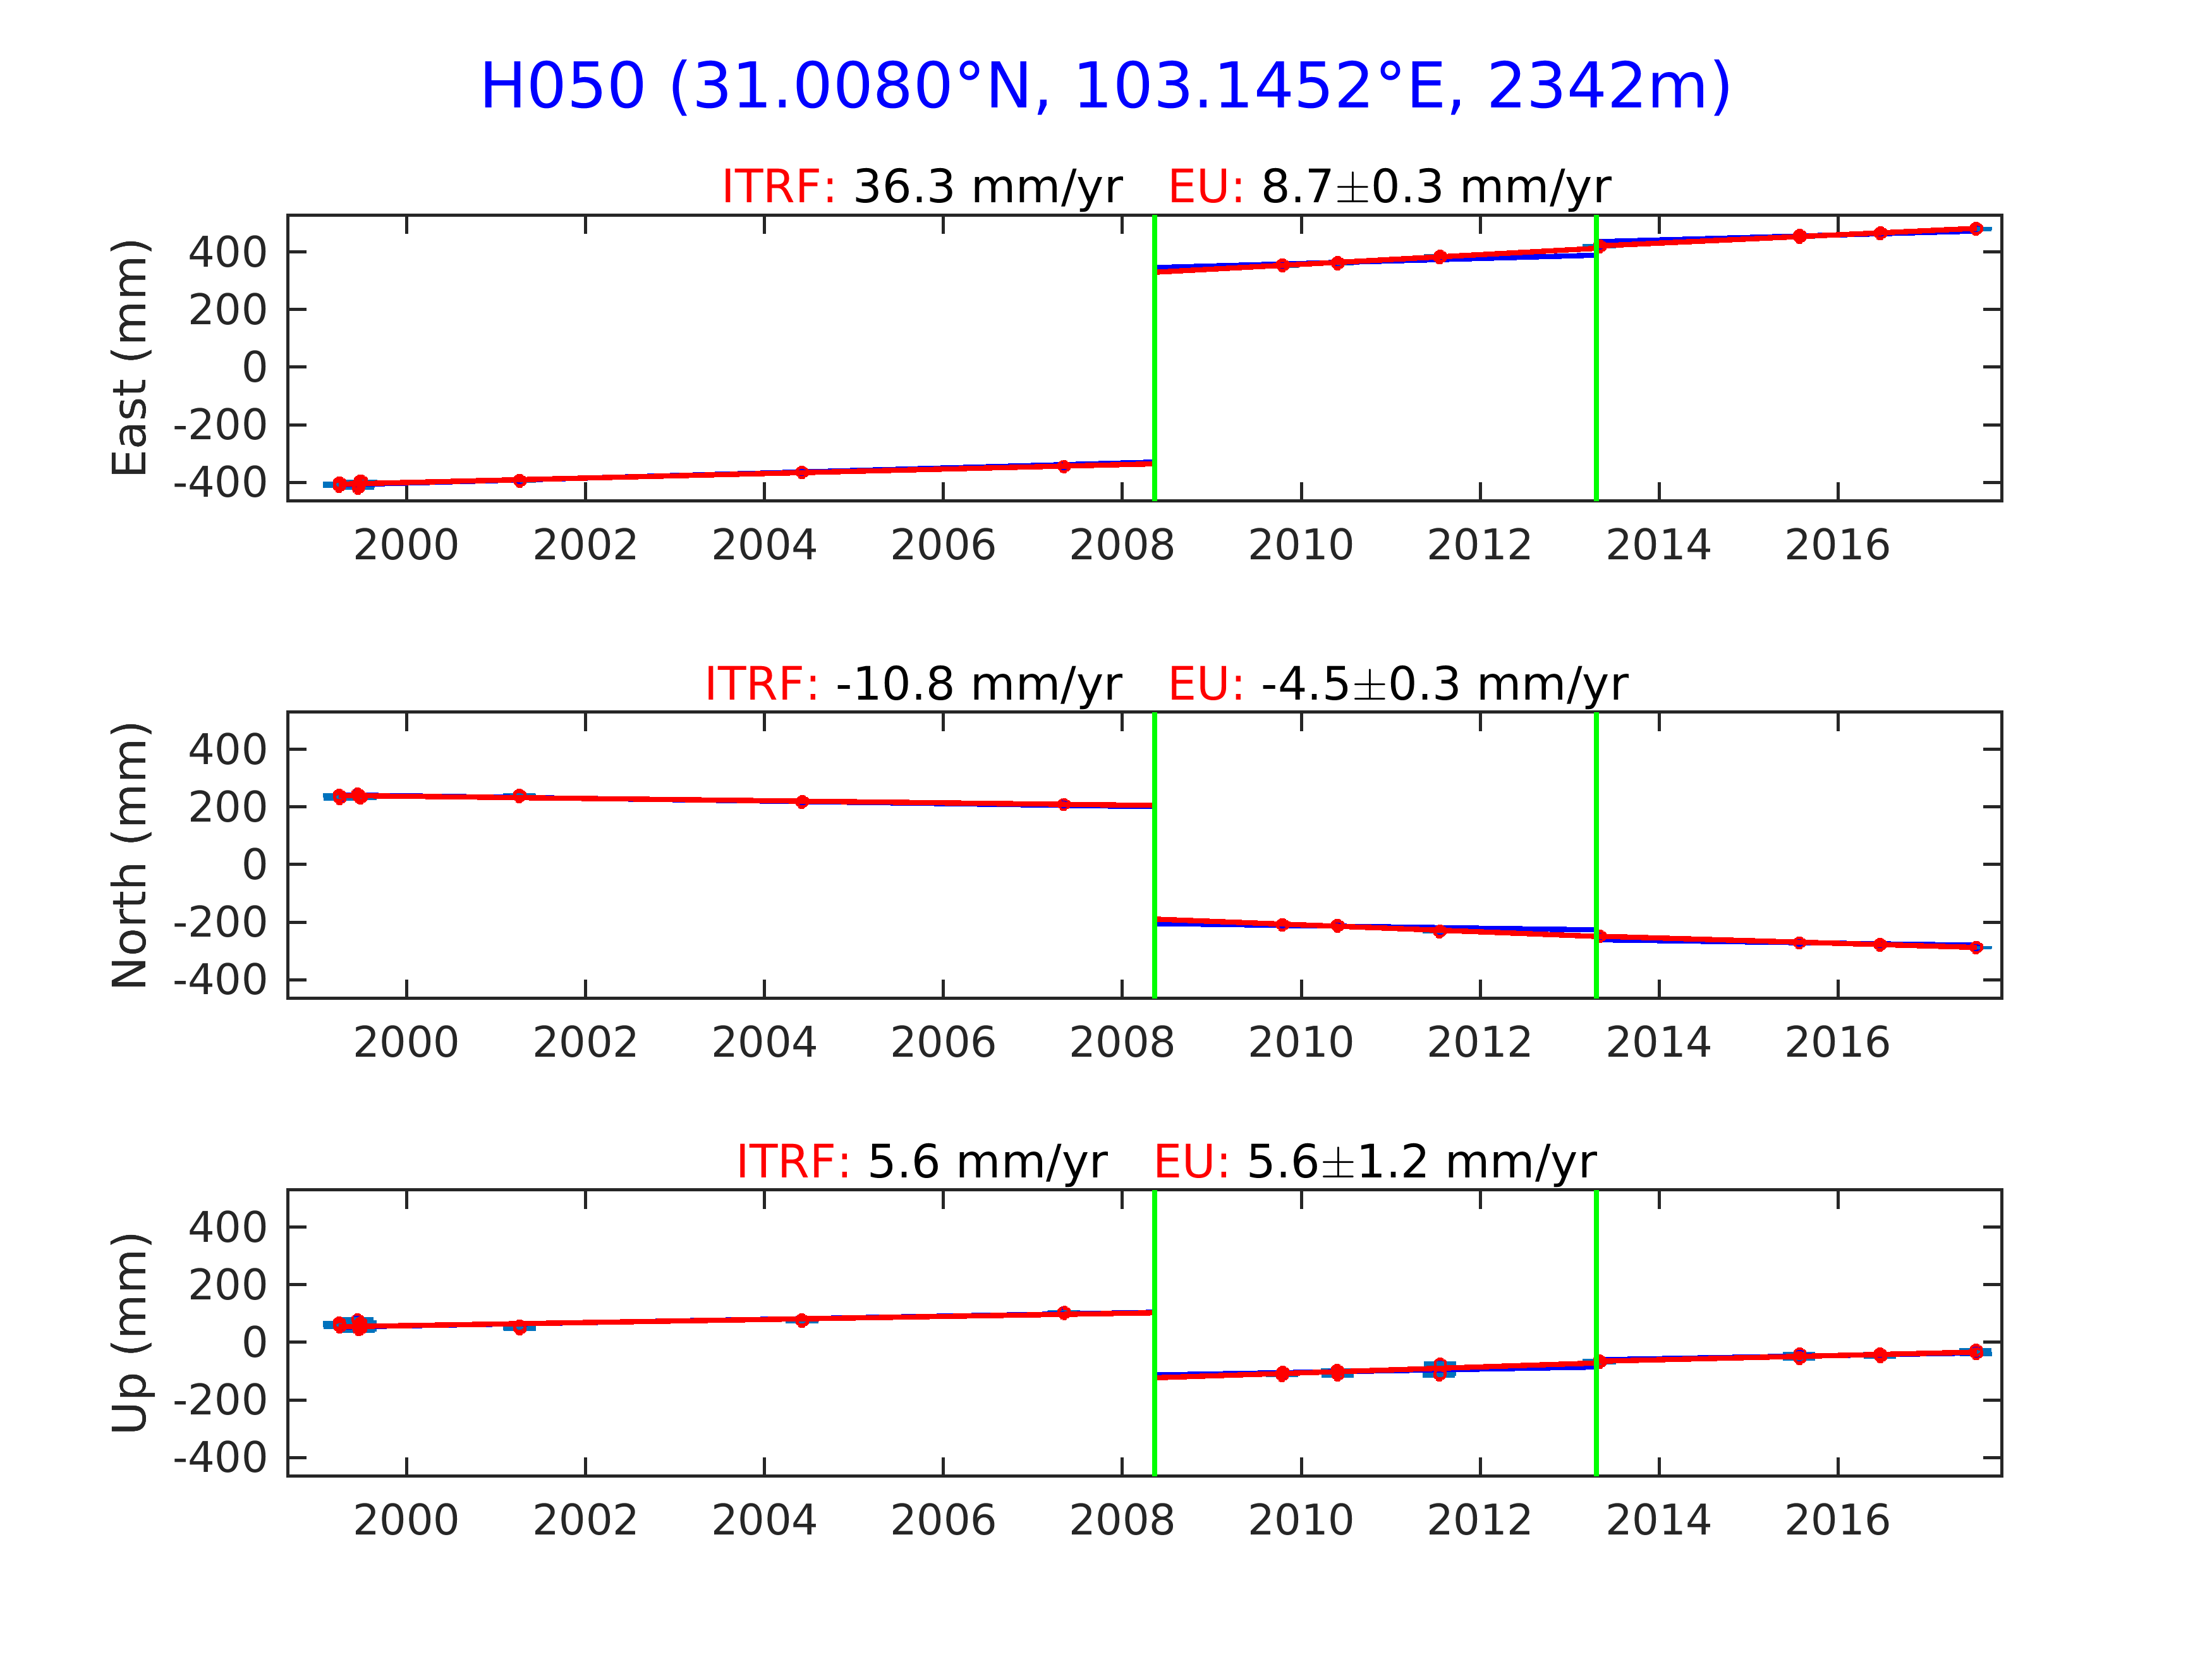 H050 (31.0080°N, 103.1452°E, 2342m)
ITRF: 36.3 mm/yr EU: 8.7±0.3 mm/yr
East (mm)
400
200
0
-200
-400
2000 2002 2004 2006 2008 2010 2012 2014 2016
ITRF: -10.8 mm/yr EU: -4.5±0.3 mm/yr
North (mm)
400
200
0
-200
-400
2000 2002 2004 2006 2008 2010 2012 2014 2016
ITRF: 5.6 mm/yr EU: 5.6±1.2 mm/yr
Up (mm)
400
200
0
-200
-400
2000 2002 2004 2006 2008 2010 2012 2014 2016